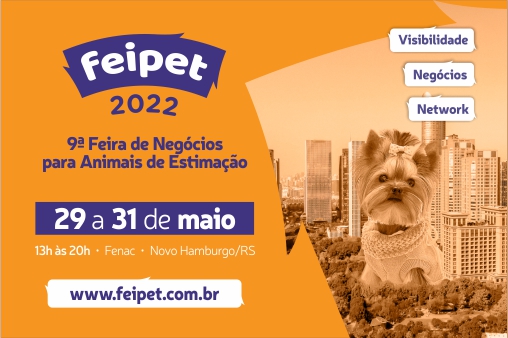 Feipet
2022
9ª Feira de Negócios
para Animais de Estimação
29 a 31 de maio
13h às 20h • Fenac • Novo Hamburgo/RS
www.feipet.com.br
Visibilidade
Negócios
Network